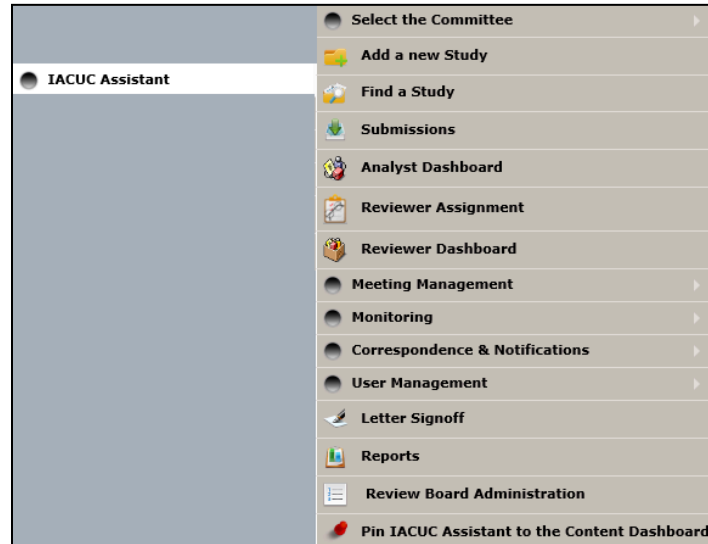 IACUC Assistant
Select the Committee
Add a new Study
Find a Study
Submissions
Analyst Dashboard
Reviewer Assignment
Reviewer Dashboard
Meeting Management
Monitoring
Correspondence & Notifications
User Management
Letter Signoff
Reports
Review Board Administration
Pin IACUC Assistant to the Content Dashboard